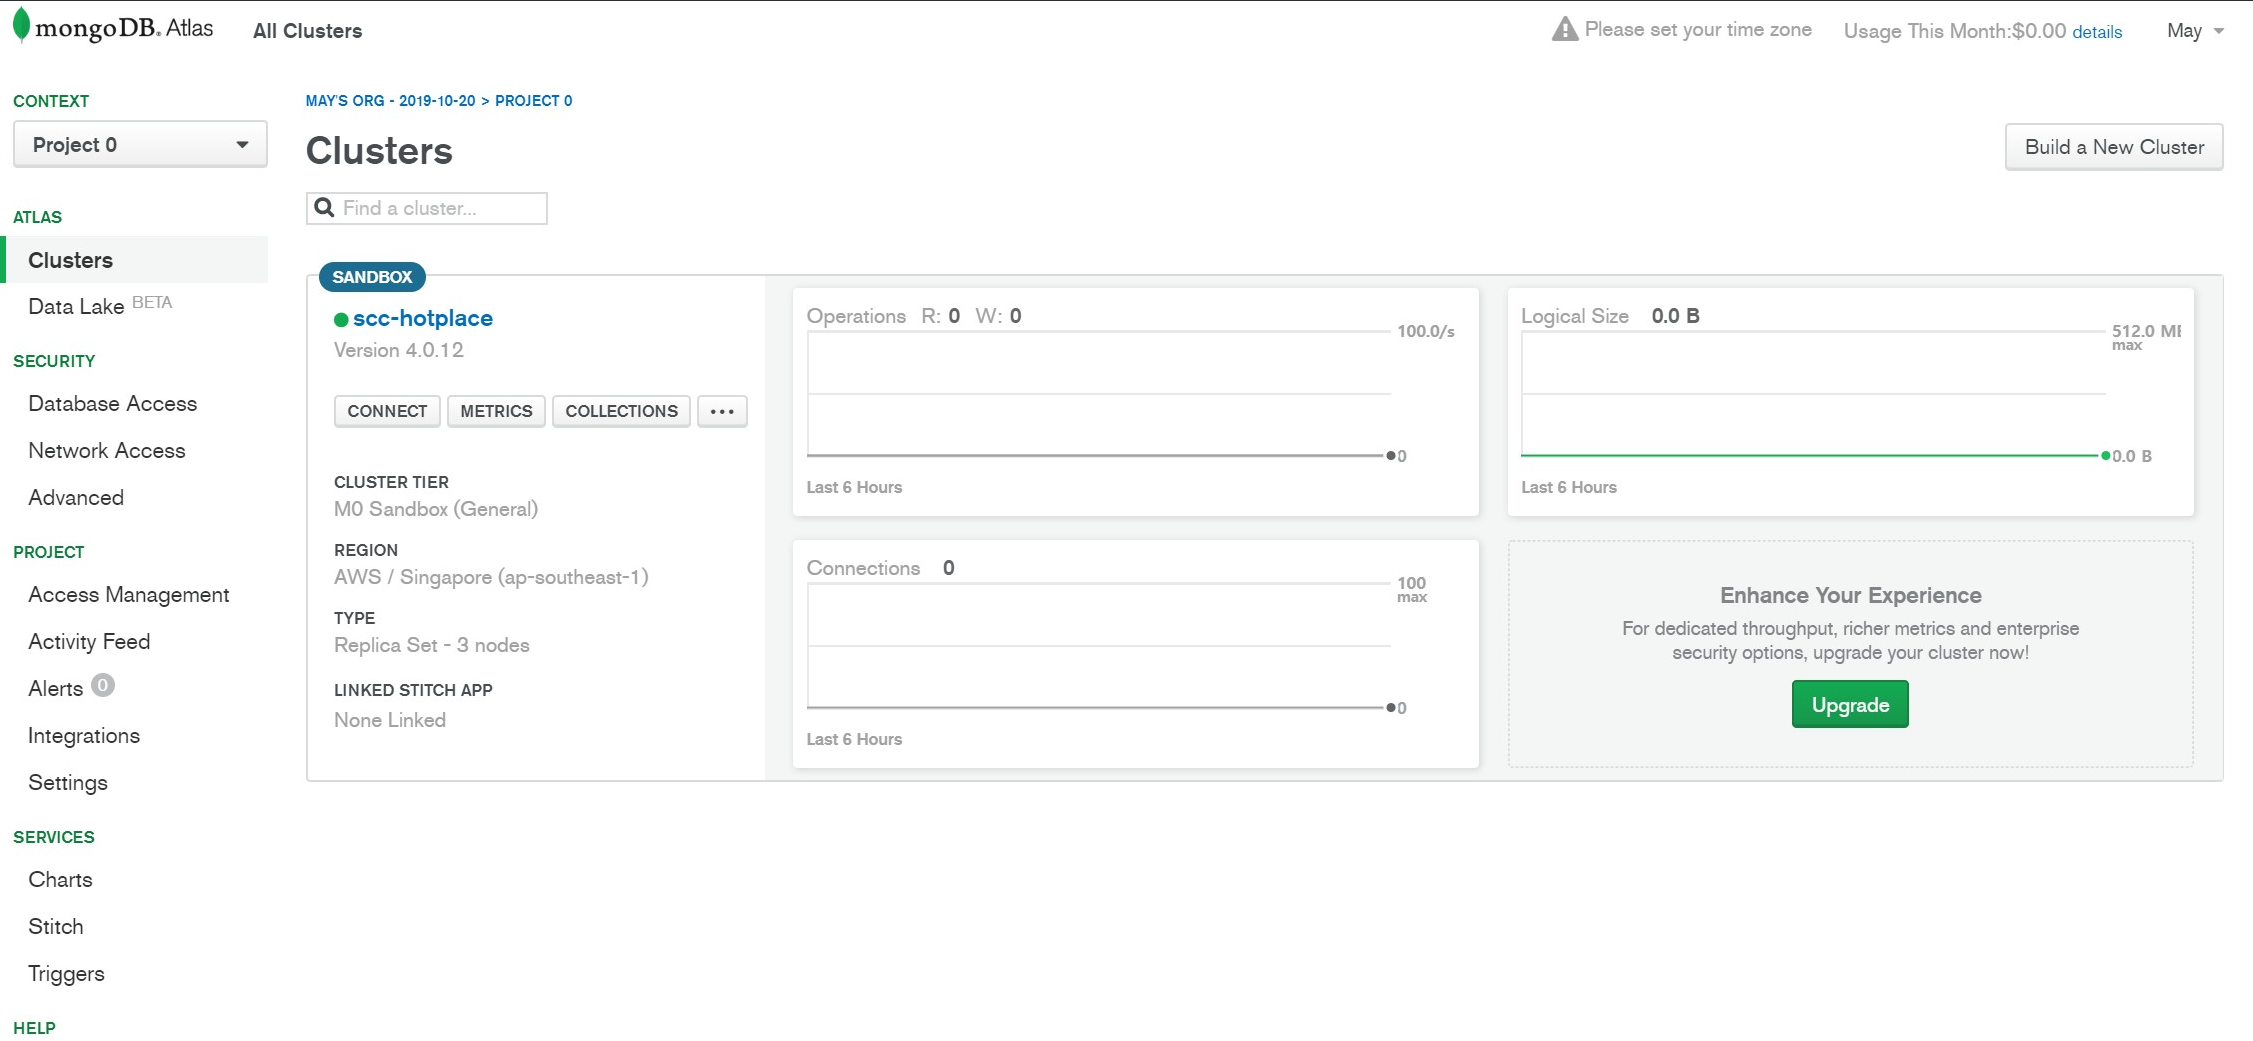 mongoDB. Atlas
All Clusters
Please set your time zone
Usage This Month:$0.00 details
May
CONTEXT
Project 0
ATLAS
Clusters
Data Lake BETA
SECURITY
Database Access
Network Access
Advanced
PROJECT
Access Management
Activity Feed
Alerts 0
Integrations
Settings
SERVICES
Charts
Stitch
Triggers
HELP
MAY'S ORG - 2019-10-20 > PROJECT 0
Clusters
Build a New Cluster
Find a cluster...
SANDBOX
scc-hotplace
Version 4.0.12
CONNECT METRICS COLLECTIONS ...
CLUSTER TIER
M0 Sandbox (General)
REGION
AWS / Singapore (ap-southeast-1)
TYPE
Replica Set - 3 nodes
LINKED STITCH APP
None Linked
Operations R: 0 W: 0
100.0/s
0
Last 6 Hours
Logical Size 0.0 B
512.0 MB
max
0.0 B
Last 6 Hours
Connections 0
100
max
0
Last 6 Hours
Enhance Your Experience
For dedicated throughput, richer metrics and enterprise
security options, upgrade your cluster now!
Upgrade